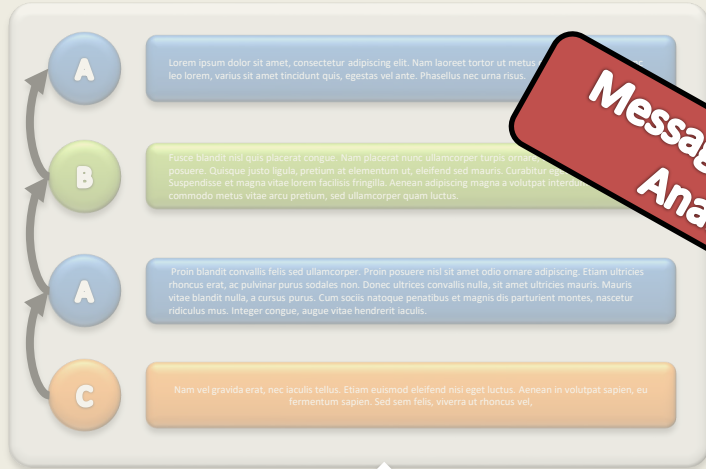 A
Lorem ipsum dolor sit amet, consectetur adipiscing elit. Nam laoreet tortor ut metus
leo lorem, varius sit amet tincidunt quis, egestas vel ante. Phasellus nec urna risus.
Messag
Ana
B
Fusce blandit nisl quis placerat congue. Nam placerat nunc ullamcorper turpis ornare,
posuere. Quisque justo ligula, pretium at elementum ut, eleifend sed mauris. Curabitur
Suspendisse et magna vitae lorem facilisis fringilla. Aenean adipiscing magna a volutpat
commodo metus vitae arcu pretium, sed ullamcorper quam luctus.
A
Proin blandit convallis felis sed ullamcorper. Proin posuere nisl sit amet odio ornare adipiscing. Etiam ultricies
rhoncus erat, ac pulvinar purus sodales non. Donec ultrices convallis nulla, sit amet ultricies mauris. Mauris
vitae blandit nulla, a cursus purus. Cum sociis natoque penatibus et magnis dis parturient montes, nascetur
ridiculus mus. Integer congue, augue vitae hendrerit iaculis.
C
Nam vel gravida erat, nec iaculis tellus. Etiam euismod eleifend nisi eget luctus. Aenean in volutpat sapien, eu
fermentum sapien. Sed sem felis, viverra ut rhoncus vel,